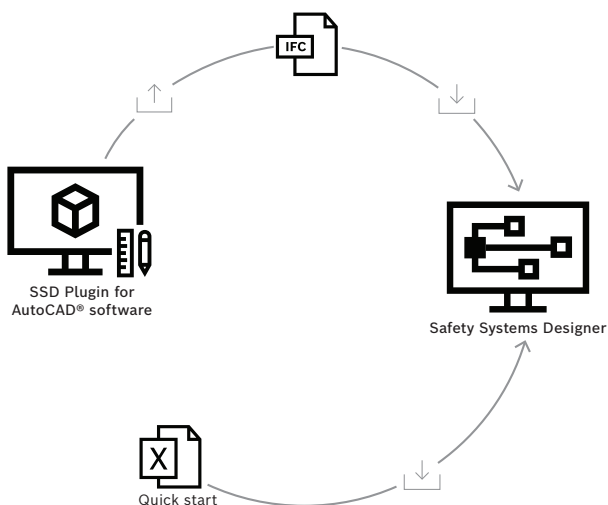 IFC
SSD Plugin for
AutoCAD® software
Safety Systems Designer
X
Quick start